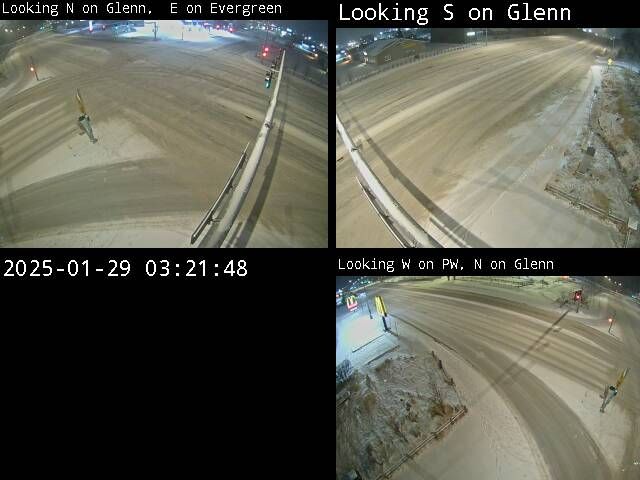 Looking N on Glenn,  E on Evergreen
Looking S on Glenn
2025-01-29 03:21:48
Looking W on PW, N on Glenn